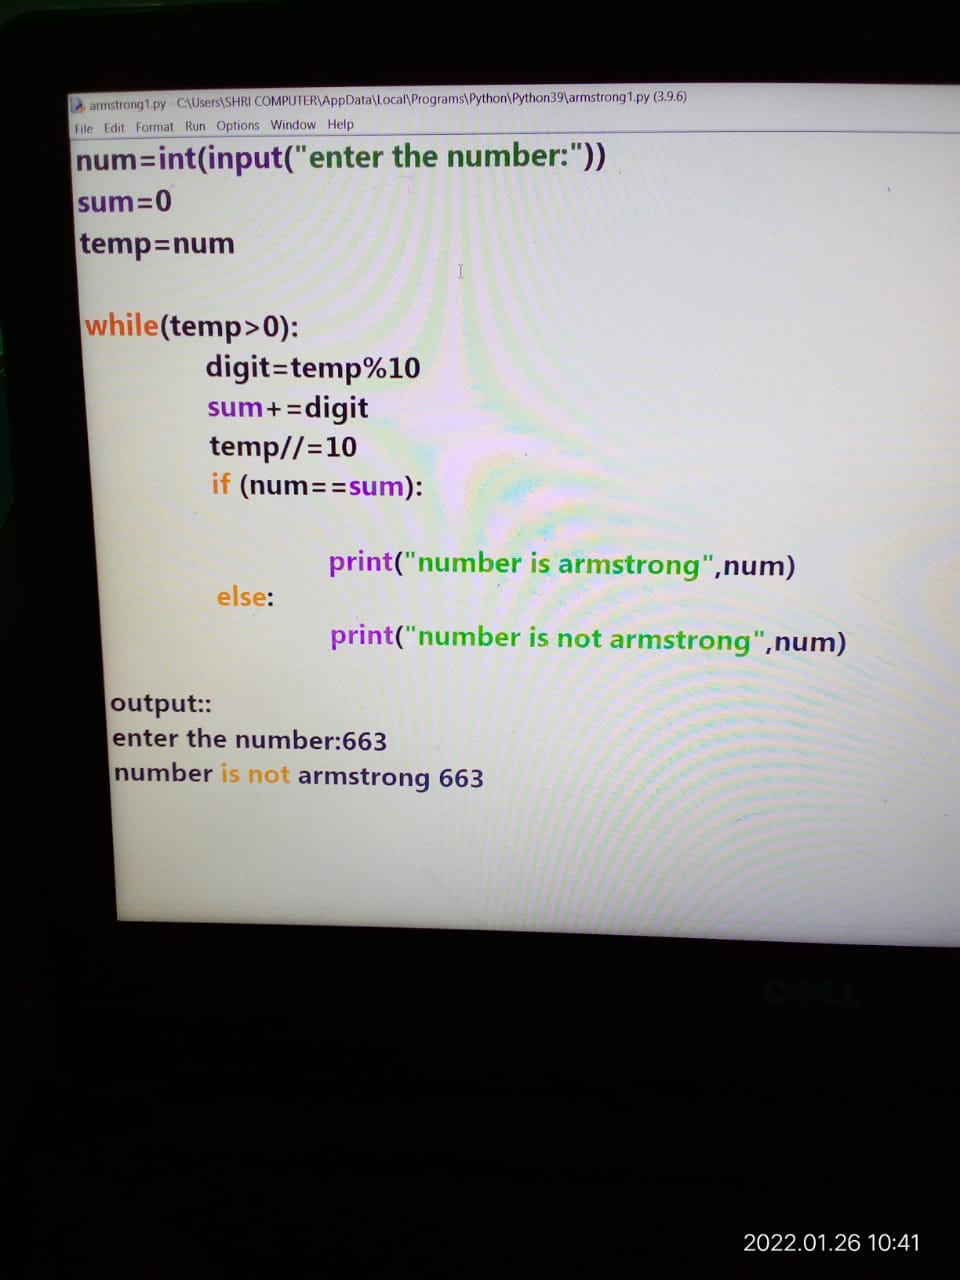 armstrong1.py - C:\Users\SHRI COMPUTER\AppData\Local\Programs\Python\Python39\armstrong1.py (3.9.6)
File Edit Format Run Options Window Help
num=int(input("enter the number:"))
sum=0
temp=num
while(temp>0):
digit=temp%10
sum+=digit
temp//=10
if (num==sum):
print("number is armstrong",num)
else:
print("number is not armstrong",num)
output::
enter the number:663
number is not armstrong 663
DELL
2022.01.26 10:41